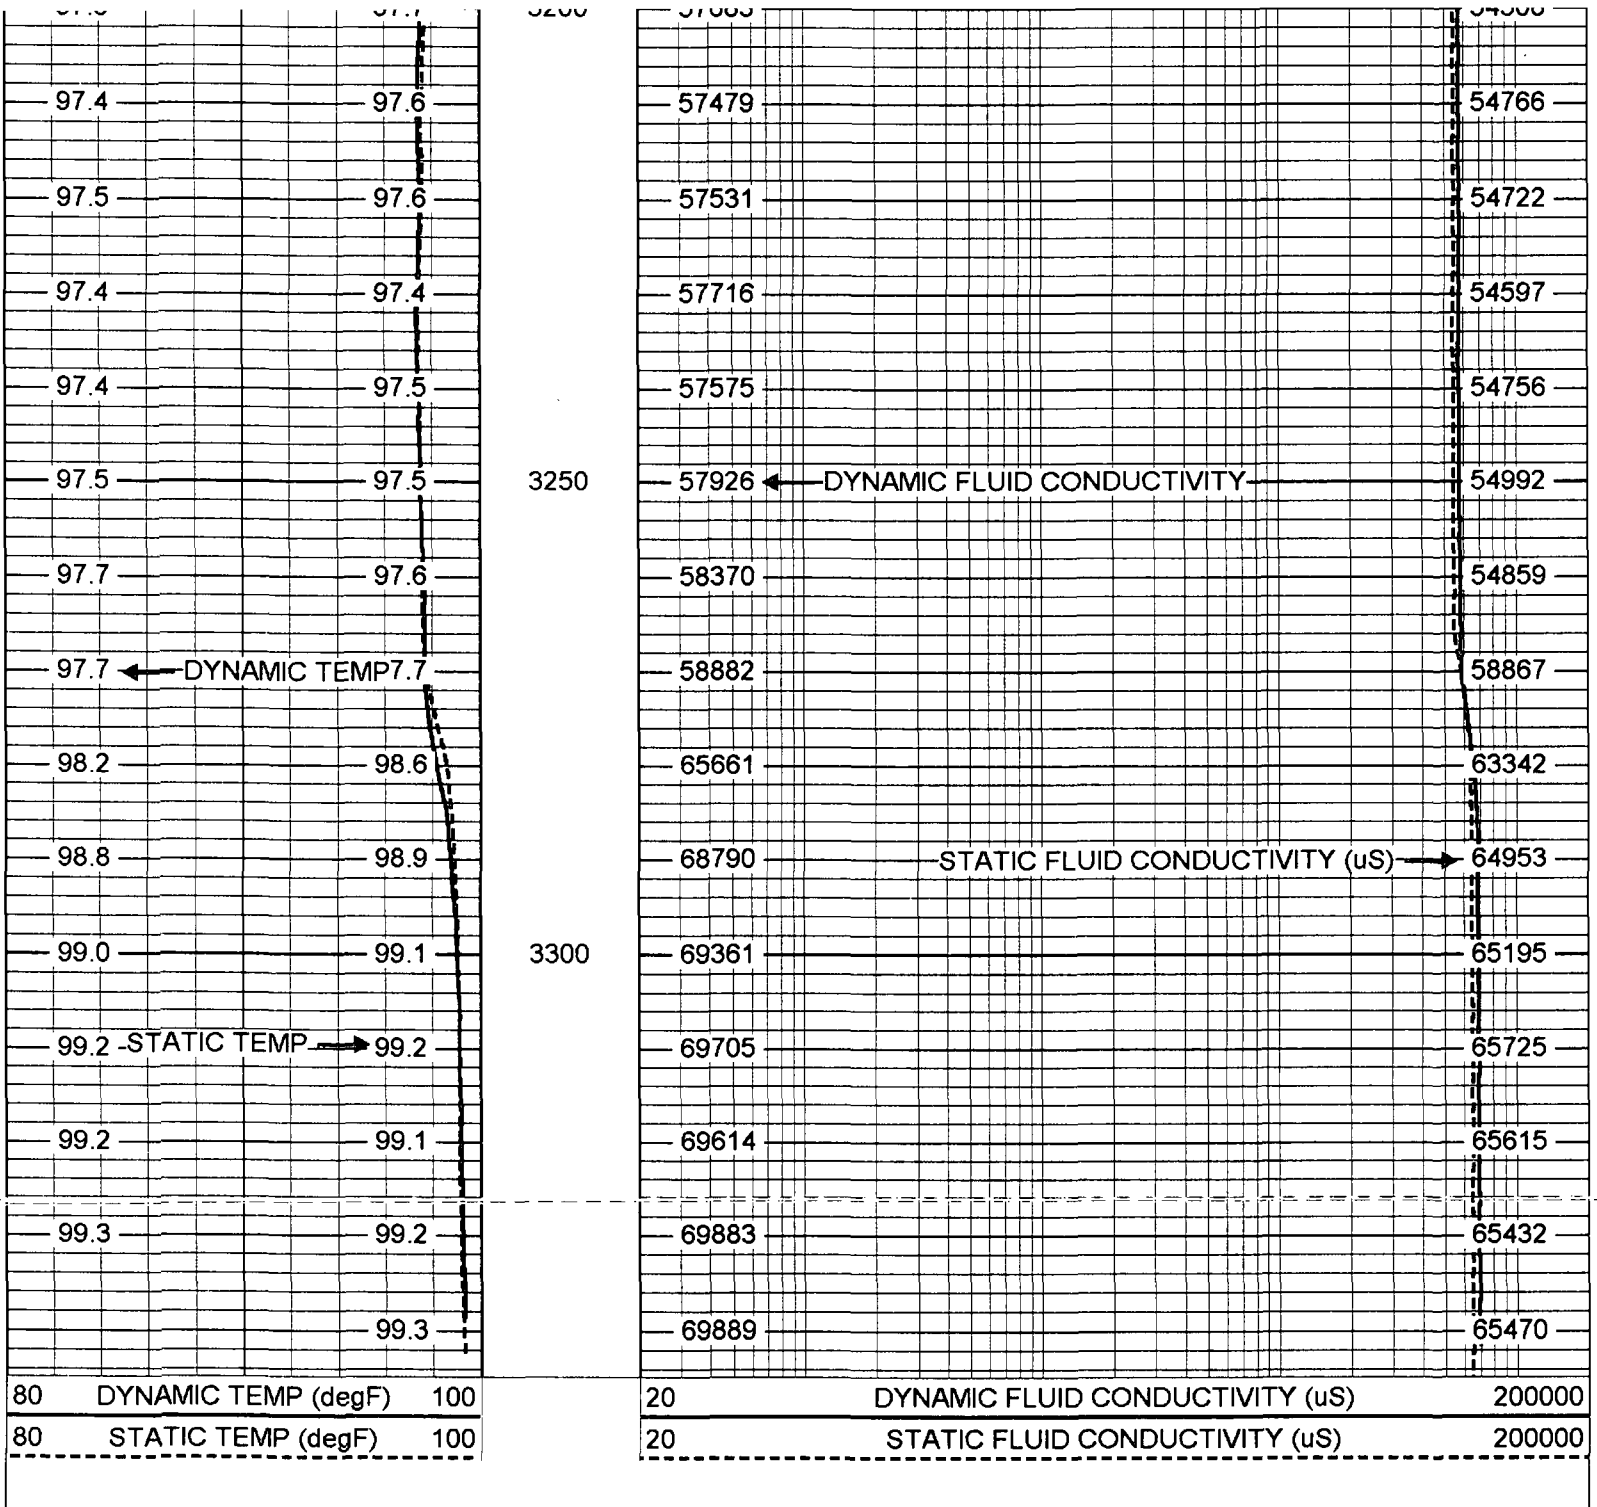 97.4 97.6 57479 54766
97.5 97.6 57531 54722
97.4 97.4 57716 54597
97.4 97.5 57575 54756
97.5 97.5 3250 57926 DYNAMIC FLUID CONDUCTIVITY 54992
97.7 97.6 58370 54859
97.7 DYNAMIC TEMP 7.7 58882 58867
98.2 98.6 65661 63342
98.8 98.9 68790 STATIC FLUID CONDUCTIVITY (uS) 64953
99.0 99.1 3300 69361 65195
99.2 STATIC TEMP 99.2 69705 65725
99.2 99.1 69614 65615
99.3 99.2 69883 65432
99.3 69889 65470
80 DYNAMIC TEMP (degF) 100 20 DYNAMIC FLUID CONDUCTIVITY (uS) 200000
80 STATIC TEMP (degF) 100 20 STATIC FLUID CONDUCTIVITY (uS) 200000